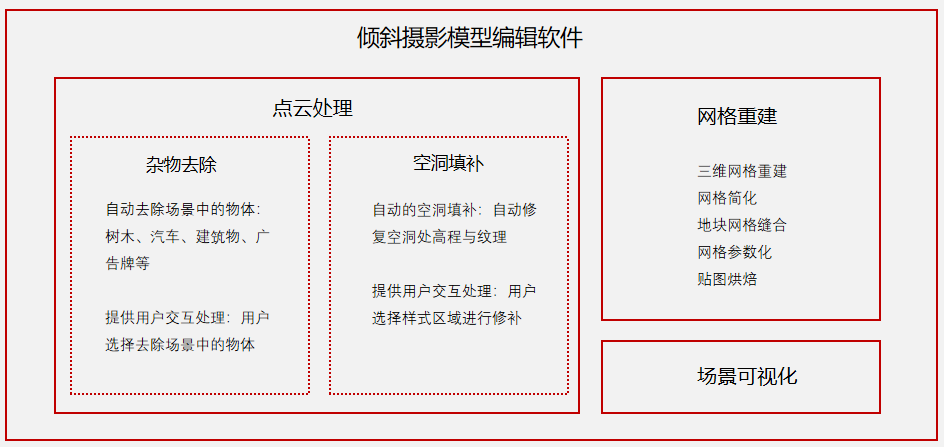 倾斜摄影模型编辑软件
点云处理
杂物去除
自动去除场景中的物体：
树木、汽车、建筑物、广
告牌等
提供用户交互处理：用户
选择去除场景中的物体
空洞填补
自动的空洞填补：自动修
复空洞处高程与纹理
提供用户交互处理：用户
选择样式区域进行修补
网格重建
三维网格重建
网格简化
地块网格缝合
网格参数化
贴图烘焙
场景可视化